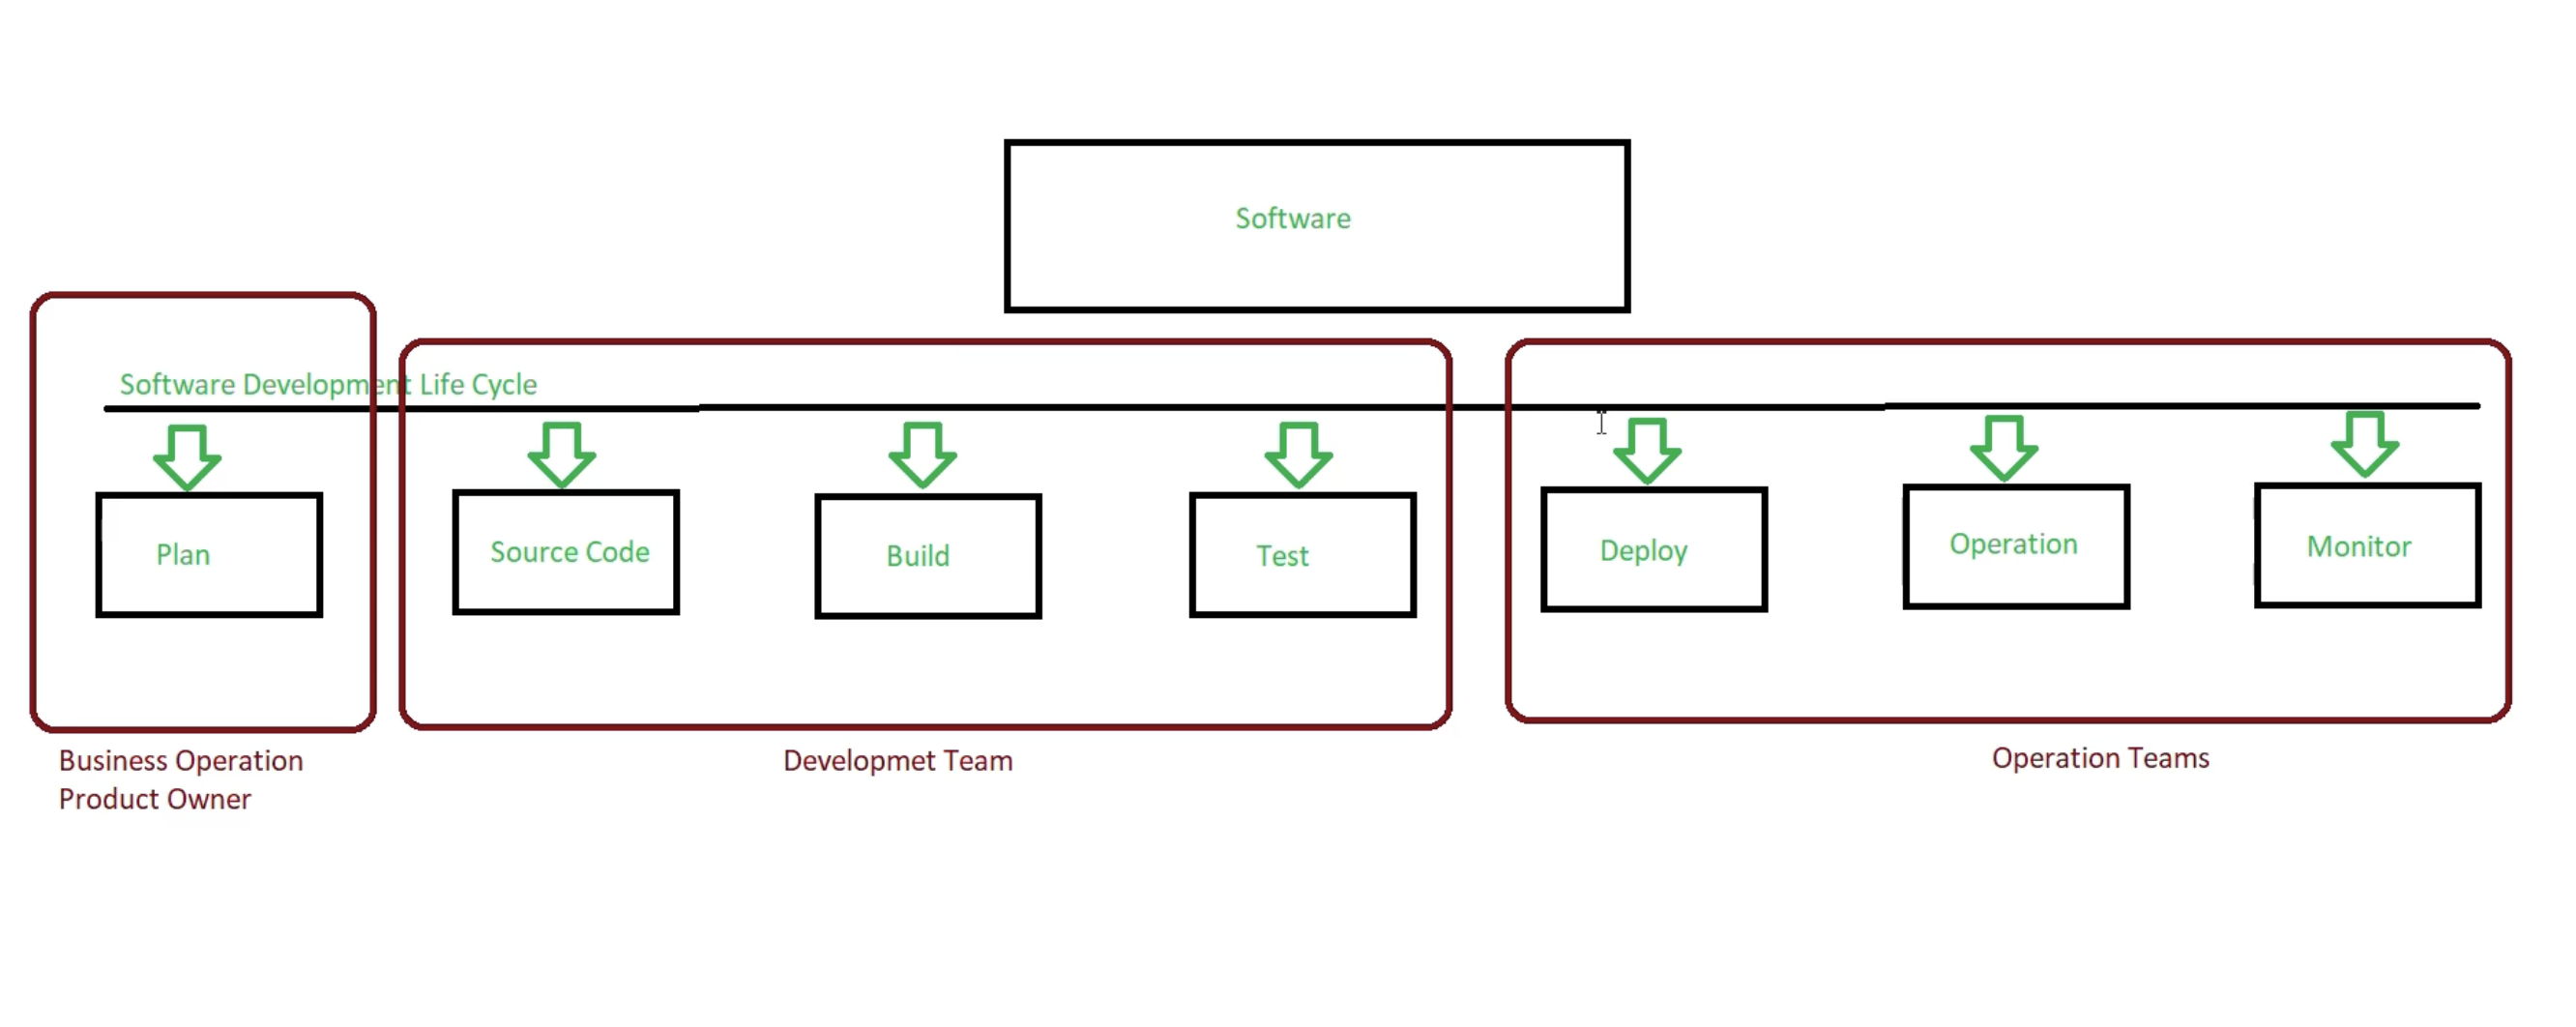 Software
Software Development Life Cycle
Plan
Source Code
Build
Test
Deploy
Operation
Monitor
Business Operation
Product Owner
Developmet Team
Operation Teams